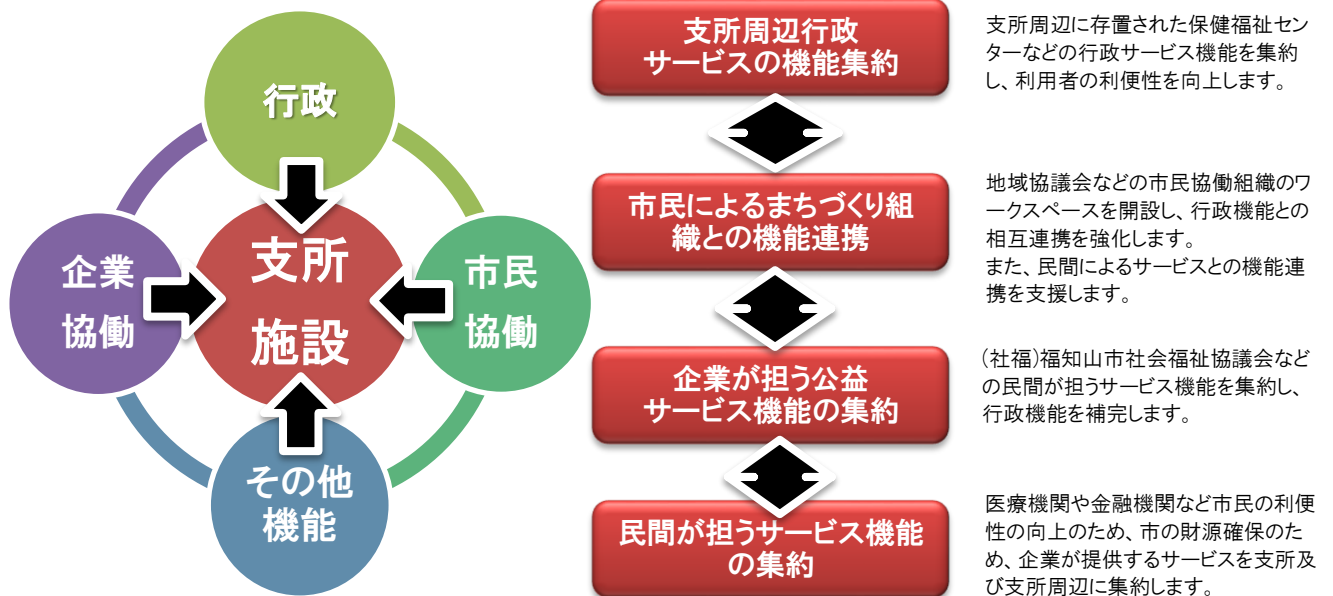 行政
企業
協働
支所
施設
市民
協働
その他
機能
支所周辺行政
サービスの機能集約
支所周辺に存置された保健福祉セン
ターなどの行政サービス機能を集約
し、利用者の利便性を向上します。
市民によるまちづくり組
織との機能連携
地域協議会などの市民協働組織のワ
ークスペースを開設し、行政機能との
相互連携を強化します。
また、民間によるサービスとの機能連
携を支援します。
企業が担う公益
サービス機能の集約
(社福)福知山市社会福祉協議会など
の民間が担うサービス機能を集約し、
行政機能を補完します。
民間が担うサービス機能
の集約
医療機関や金融機関など市民の利便
性の向上のため、市の財源確保のた
め、企業が提供するサービスを支所及
び支所周辺に集約します。